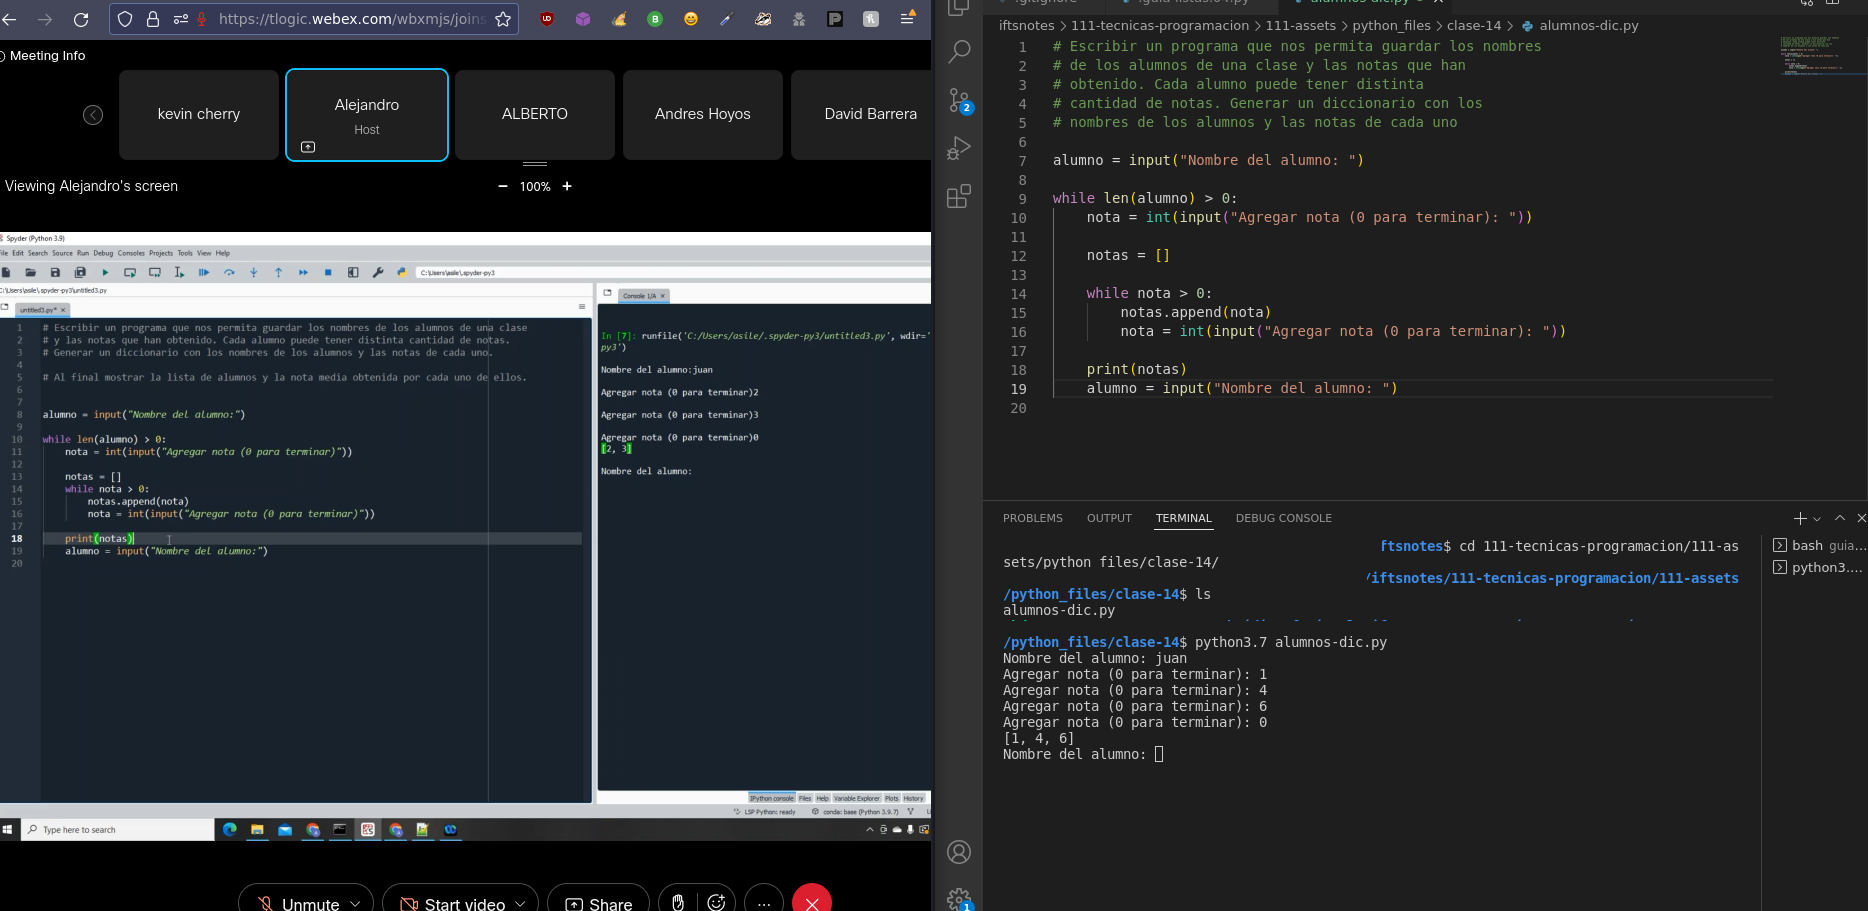 https://tlogic.webex.com/wbxmjs/joins
Meeting Info
kevin cherry
Alejandro
Host
ALBERTO
Andres Hoyos
David Barrera
Viewing Alejandro's screen
100%
Spyder (Python 3.9)
File Edit Search Source Run Debug Consoles Projects Tools View Help
C:\Users\asile\.spyder-py3
C:\Users\asile\.spyder-py3\untitled3.py
untitled3.py*
1 # Escribir un programa que nos permita guardar los nombres de los alumnos de una clase
2 # y las notas que han obtenido. Cada alumno puede tener distinta cantidad de notas.
3 # Generar un diccionario con los nombres de los alumnos y las notas de cada uno.
4
5 # Al final mostrar la lista de alumnos y la nota media obtenida por cada uno de ellos.
6
7
8 alumno = input("Nombre del alumno:")
9
10 while len(alumno) > 0:
11 nota = int(input("Agregar nota (0 para terminar)"))
12
13 notas = []
14 while nota > 0:
15 notas.append(nota)
16 nota = int(input("Agregar nota (0 para terminar)"))
17
18 print(notas)
19 alumno = input("Nombre del alumno:")
20
Console 1/A
In [7]: runfile('C:/Users/asile/.spyder-py3/untitled3.py', wdir='
py3')
Nombre del alumno:juan
Agregar nota (0 para terminar)2
Agregar nota (0 para terminar)3
Agregar nota (0 para terminar)0
[2, 3]
Nombre del alumno:
IPython console Files Help Variable Explorer Plots History
LSP Python: ready conda: base (Python 3.9.7)
Type here to search
Unmute
Start video
Share
.gitignore
alumnos-dic.py
iftsnotes > 111-tecnicas-programacion > 111-assets > python_files > clase-14 > alumnos-dic.py
1 # Escribir un programa que nos permita guardar los nombres
2 # de los alumnos de una clase y las notas que han
3 # obtenido. Cada alumno puede tener distinta
4 # cantidad de notas. Generar un diccionario con los
5 # nombres de los alumnos y las notas de cada uno
6
7 alumno = input("Nombre del alumno: ")
8
9 while len(alumno) > 0:
10 nota = int(input("Agregar nota (0 para terminar): "))
11
12 notas = []
13
14 while nota > 0:
15 notas.append(nota)
16 nota = int(input("Agregar nota (0 para terminar): "))
17
18 print(notas)
19 alumno = input("Nombre del alumno: ")
20
2
1
PROBLEMS OUTPUT TERMINAL DEBUG CONSOLE
bash guia...
python3....
ftsnotes$ cd 111-tecnicas-programacion/111-as
sets/python files/clase-14/
/iftsnotes/111-tecnicas-programacion/111-assets
/python_files/clase-14$ ls
alumnos-dic.py
/python_files/clase-14$ python3.7 alumnos-dic.py
Nombre del alumno: juan
Agregar nota (0 para terminar): 1
Agregar nota (0 para terminar): 4
Agregar nota (0 para terminar): 6
Agregar nota (0 para terminar): 0
[1, 4, 6]
Nombre del alumno: